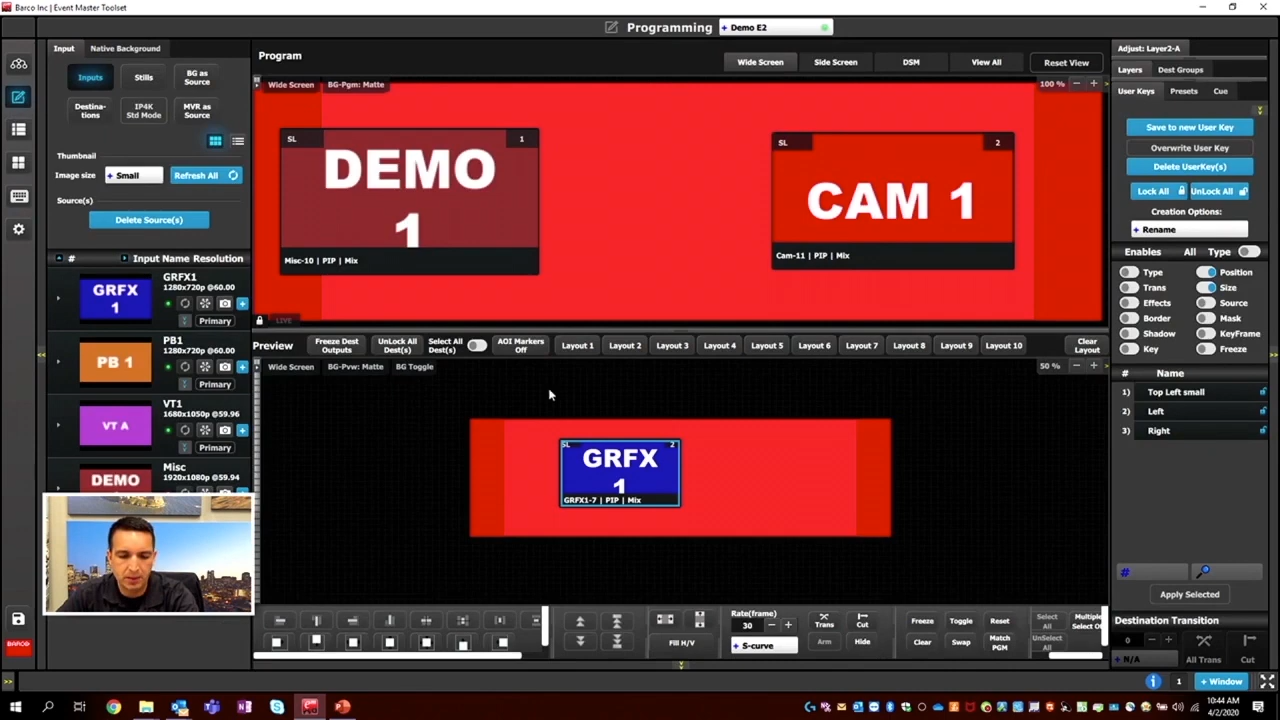 Barco Inc | Event Master Toolset
Programming
+ Demo E2
Input
Native Background
Inputs
Stills
BG as
Source
Destina-
tions
IP4K
Std Mode
MVR as
Source
Thumbnail
Image size
+ Small
Refresh All
Source(s)
Delete Source(s)
#
Input Name Resolution
GRFX
1
GRFX1
1280x720p @60.00
Primary
PB 1
PB1
1280x720p @60.00
Primary
VT A
VT1
1680x1050p @59.96
Primary
DEMO
Misc
1920x1080p @59.94
Program
Wide Screen
Side Screen
DSM
View All
Reset View
Wide Screen
BG-Pgm: Matte
100 %
SL
1
DEMO
1
Misc-10 | PIP | Mix
SL
2
CAM 1
Cam-11 | PIP | Mix
LIVE
Preview
Freeze Dest
Outputs
UnLock All
Dest(s)
Select All
Dest(s)
AOI Markers
Off
Layout 1
Layout 2
Layout 3
Layout 4
Layout 5
Layout 6
Layout 7
Layout 8
Layout 9
Layout 10
Clear
Layout
Wide Screen
BG-Pvw: Matte
BG Toggle
50 %
SL
2
GRFX
1
GRFX1-7 | PIP | Mix
Fill H/V
Rate(frame)
30
+ S-curve
Trans
Cut
Arm
Hide
Freeze
Toggle
Reset
Clear
Swap
Match
PGM
Select
All
UnSelect
All
Multiple
Select
Adjust: Layer2-A
Layers
Dest Groups
User Keys
Presets
Cue
Save to new User Key
Overwrite User Key
Delete UserKey(s)
Lock All
UnLock All
Creation Options:
+ Rename
Enables
All
Type
Type
Position
Trans
Size
Effects
Source
Border
Mask
Shadow
KeyFrame
Key
Freeze
#
Name
1) Top Left small
2) Left
3) Right
#
Apply Selected
Destination Transition
0
+ N/A
All Trans
Cut
BARCO
>>
1
+ Window
10:44 AM
4/2/2020